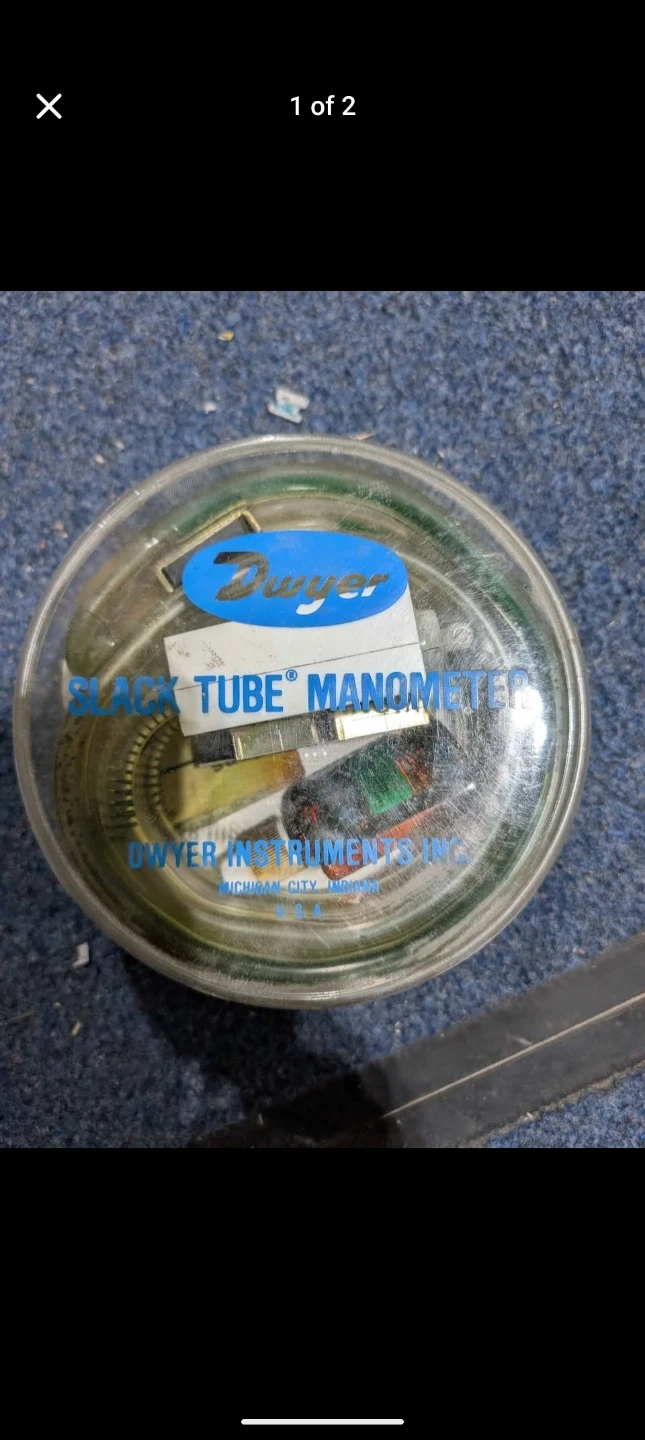 1 of 2
Dwyer
SLACK TUBE® MANOMETER
DWYER INSTRUMENTS INC.
MICHIGAN CITY, INDIANA
U.S.A